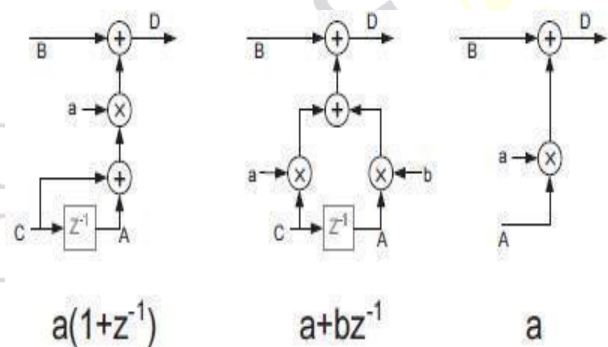 B + D B + D B + D
a × + a ×
a × × b
+
C Z⁻¹ A C Z⁻¹ A A
a(1+z⁻¹) a+bz⁻¹ a